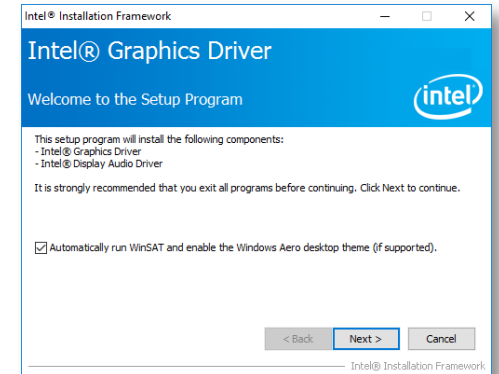 Intel® Installation Framework
Intel® Graphics Driver
Welcome to the Setup Program
intel
This setup program will install the following components:
- Intel® Graphics Driver
- Intel® Display Audio Driver
It is strongly recommended that you exit all programs before continuing. Click Next to continue.
Automatically run WinSAT and enable the Windows Aero desktop theme (if supported).
< Back Next > Cancel
Intel® Installation Framework